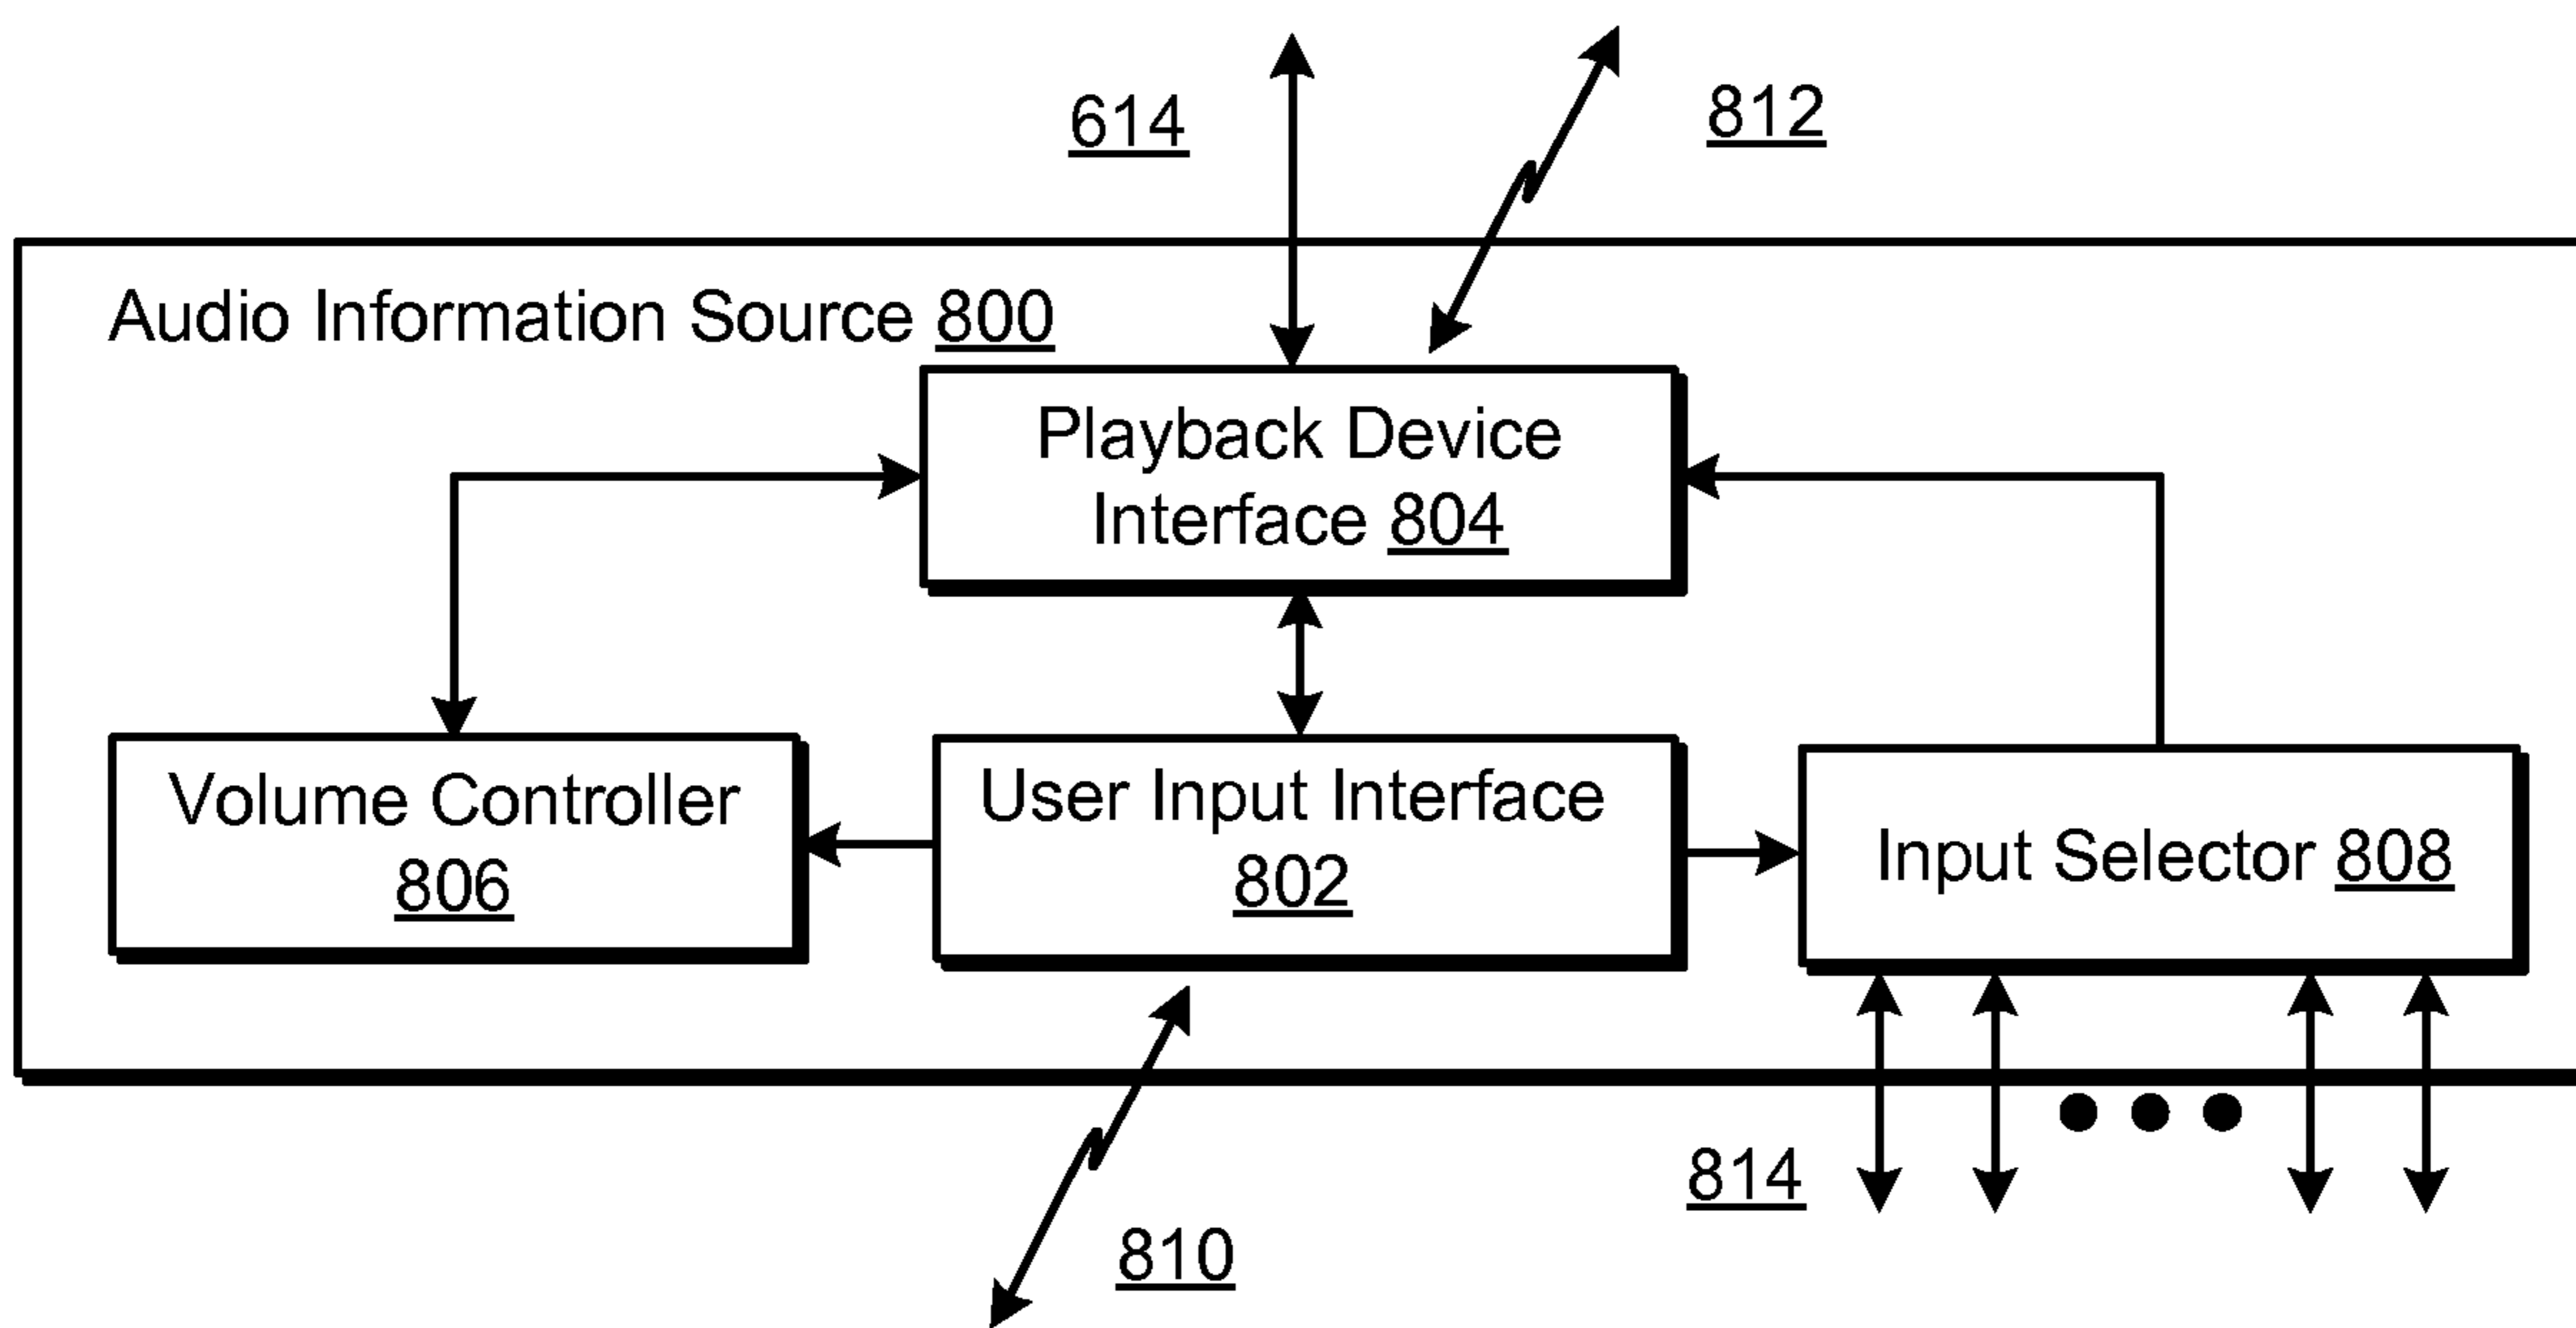 614
812
Audio Information Source 800
Playback Device
Interface 804
Volume Controller
806
User Input Interface
802
Input Selector 808
814
810